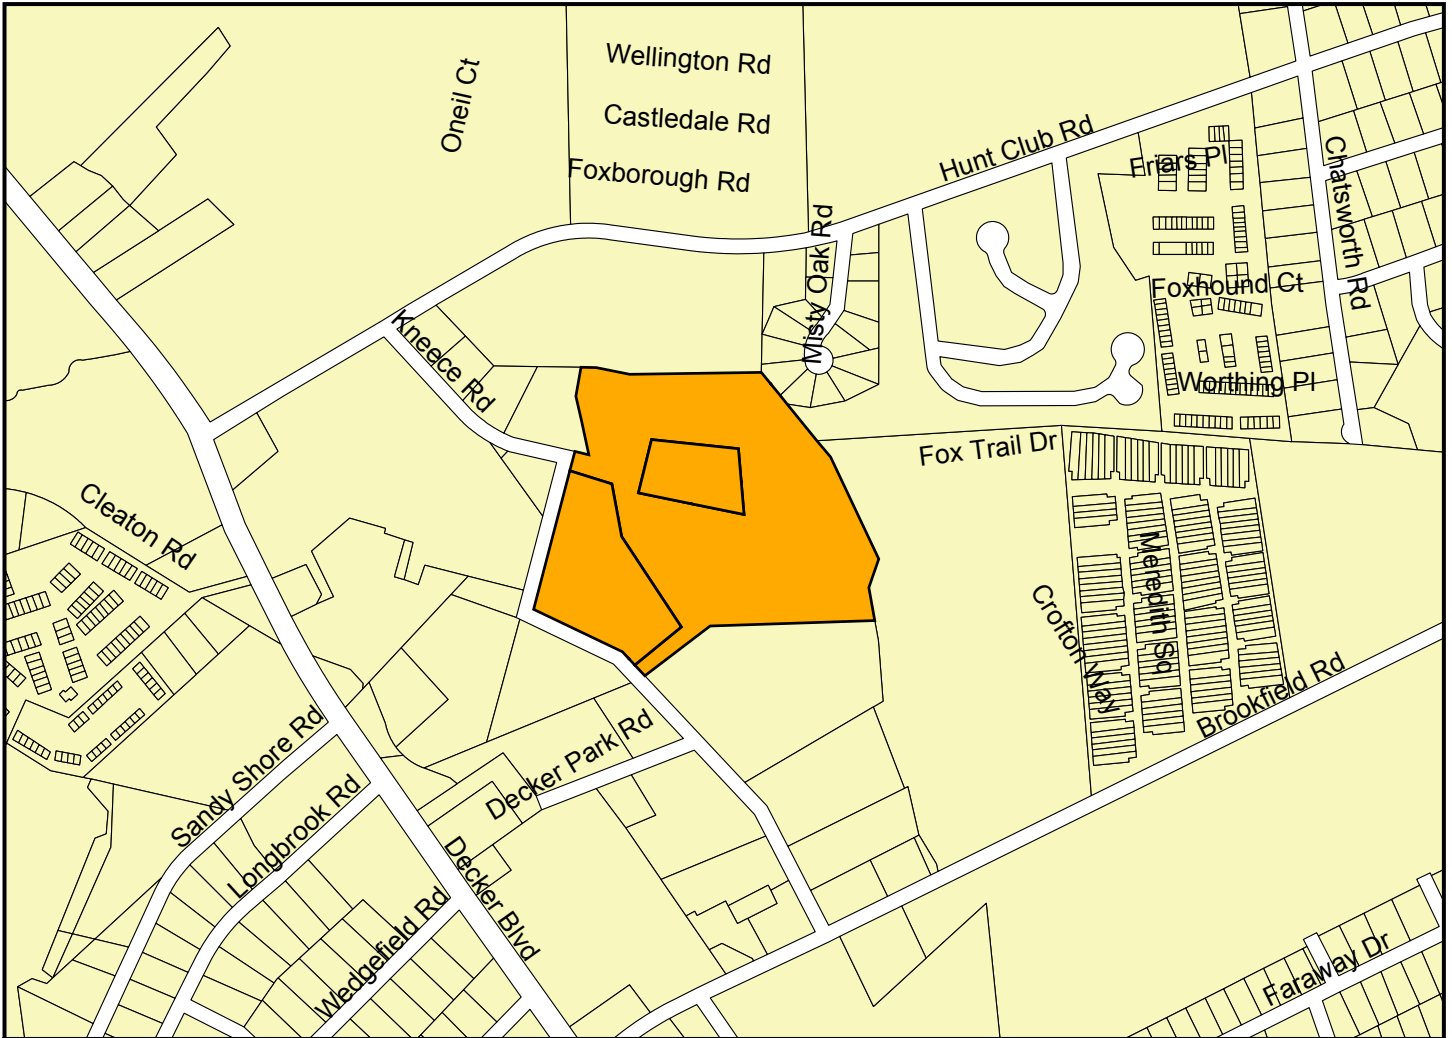 Wellington Rd
Oneil Ct
Castledale Rd
Foxborough Rd
Hunt Club Rd
Friars Pl
Chatsworth Rd
Misty Oak Rd
Foxhound Ct
Kneece Rd
Worthing Pl
Fox Trail Dr
Cleaton Rd
Meredith Sq
Crofton Way
Brookfield Rd
Sandy Shore Rd
Decker Park Rd
Longbrook Rd
Decker Blvd
Wedgefield Rd
Faraway Dr